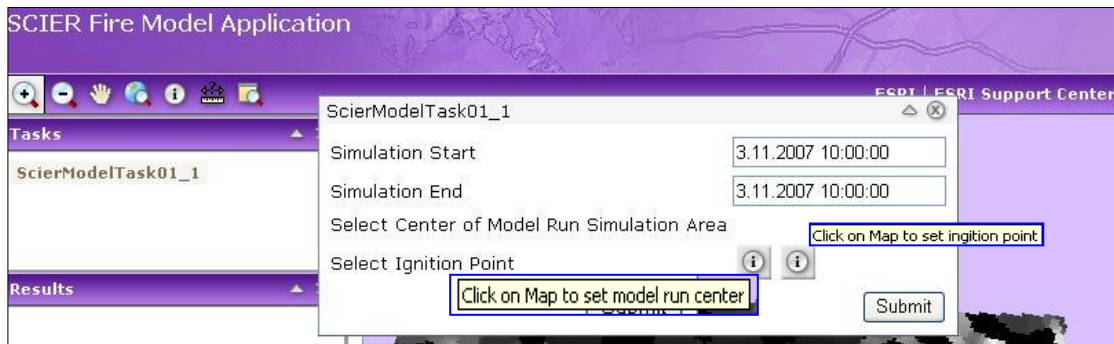 SCIER Fire Model Application
ESRI | ESRI Support Center
Tasks
ScierModelTask01_1
Results
ScierModelTask01_1
Simulation Start
3.11.2007 10:00:00
Simulation End
3.11.2007 10:00:00
Select Center of Model Run Simulation Area
Click on Map to set ingition point
Select Ignition Point
Click on Map to set model run center
Submit
Submit